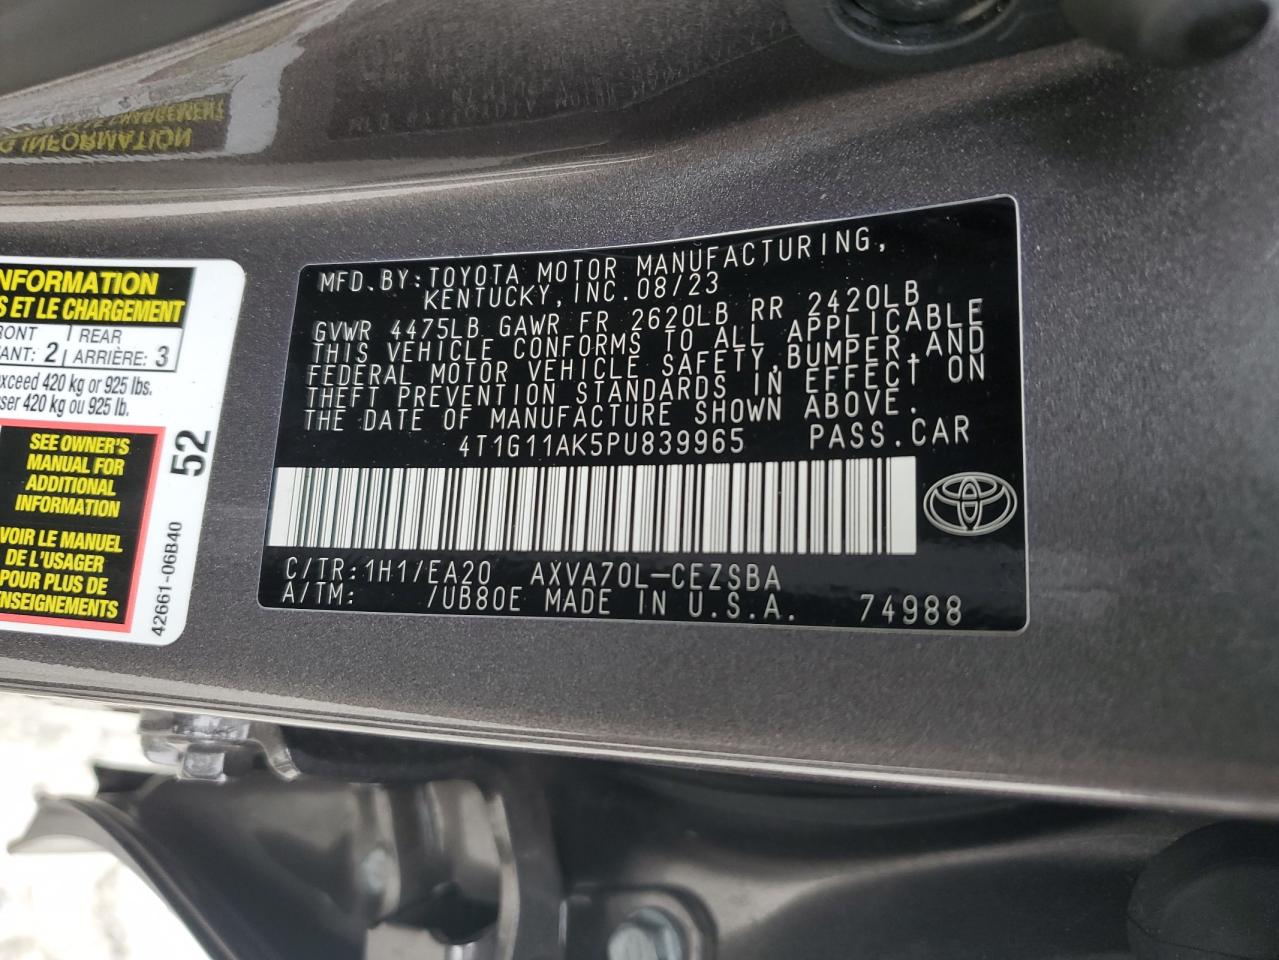 INFORMATION
MFD.BY:TOYOTA MOTOR MANUFACTURING,
KENTUCKY,INC.08/23
GVWR 4475LB GAWR FR 2620LB RR 2420LB
THIS VEHICLE CONFORMS TO ALL APPLICABLE
FEDERAL MOTOR VEHICLE SAFETY,BUMPER,AND
THEFT PREVENTION STANDARDS IN EFFECT ON
THE DATE OF MANUFACTURE SHOWN ABOVE.
4T1G11AK5PU839965 PASS.CAR
C/TR:1H1/EA20 AXVA70L-CEZSBA
A/TM: /UB80E MADE IN U.S.A. 74988
NFORMATION
S ET LE CHARGEMENT
RONT REAR
ANT: 2 ARRIÈRE: 3
xceed 420 kg or 925 lbs.
ser 420 kg ou 925 lb.
SEE OWNER'S
MANUAL FOR
ADDITIONAL
INFORMATION
VOIR LE MANUEL
DE L'USAGER
POUR PLUS DE
NSEIGNEMENTS
52
42661-06B40